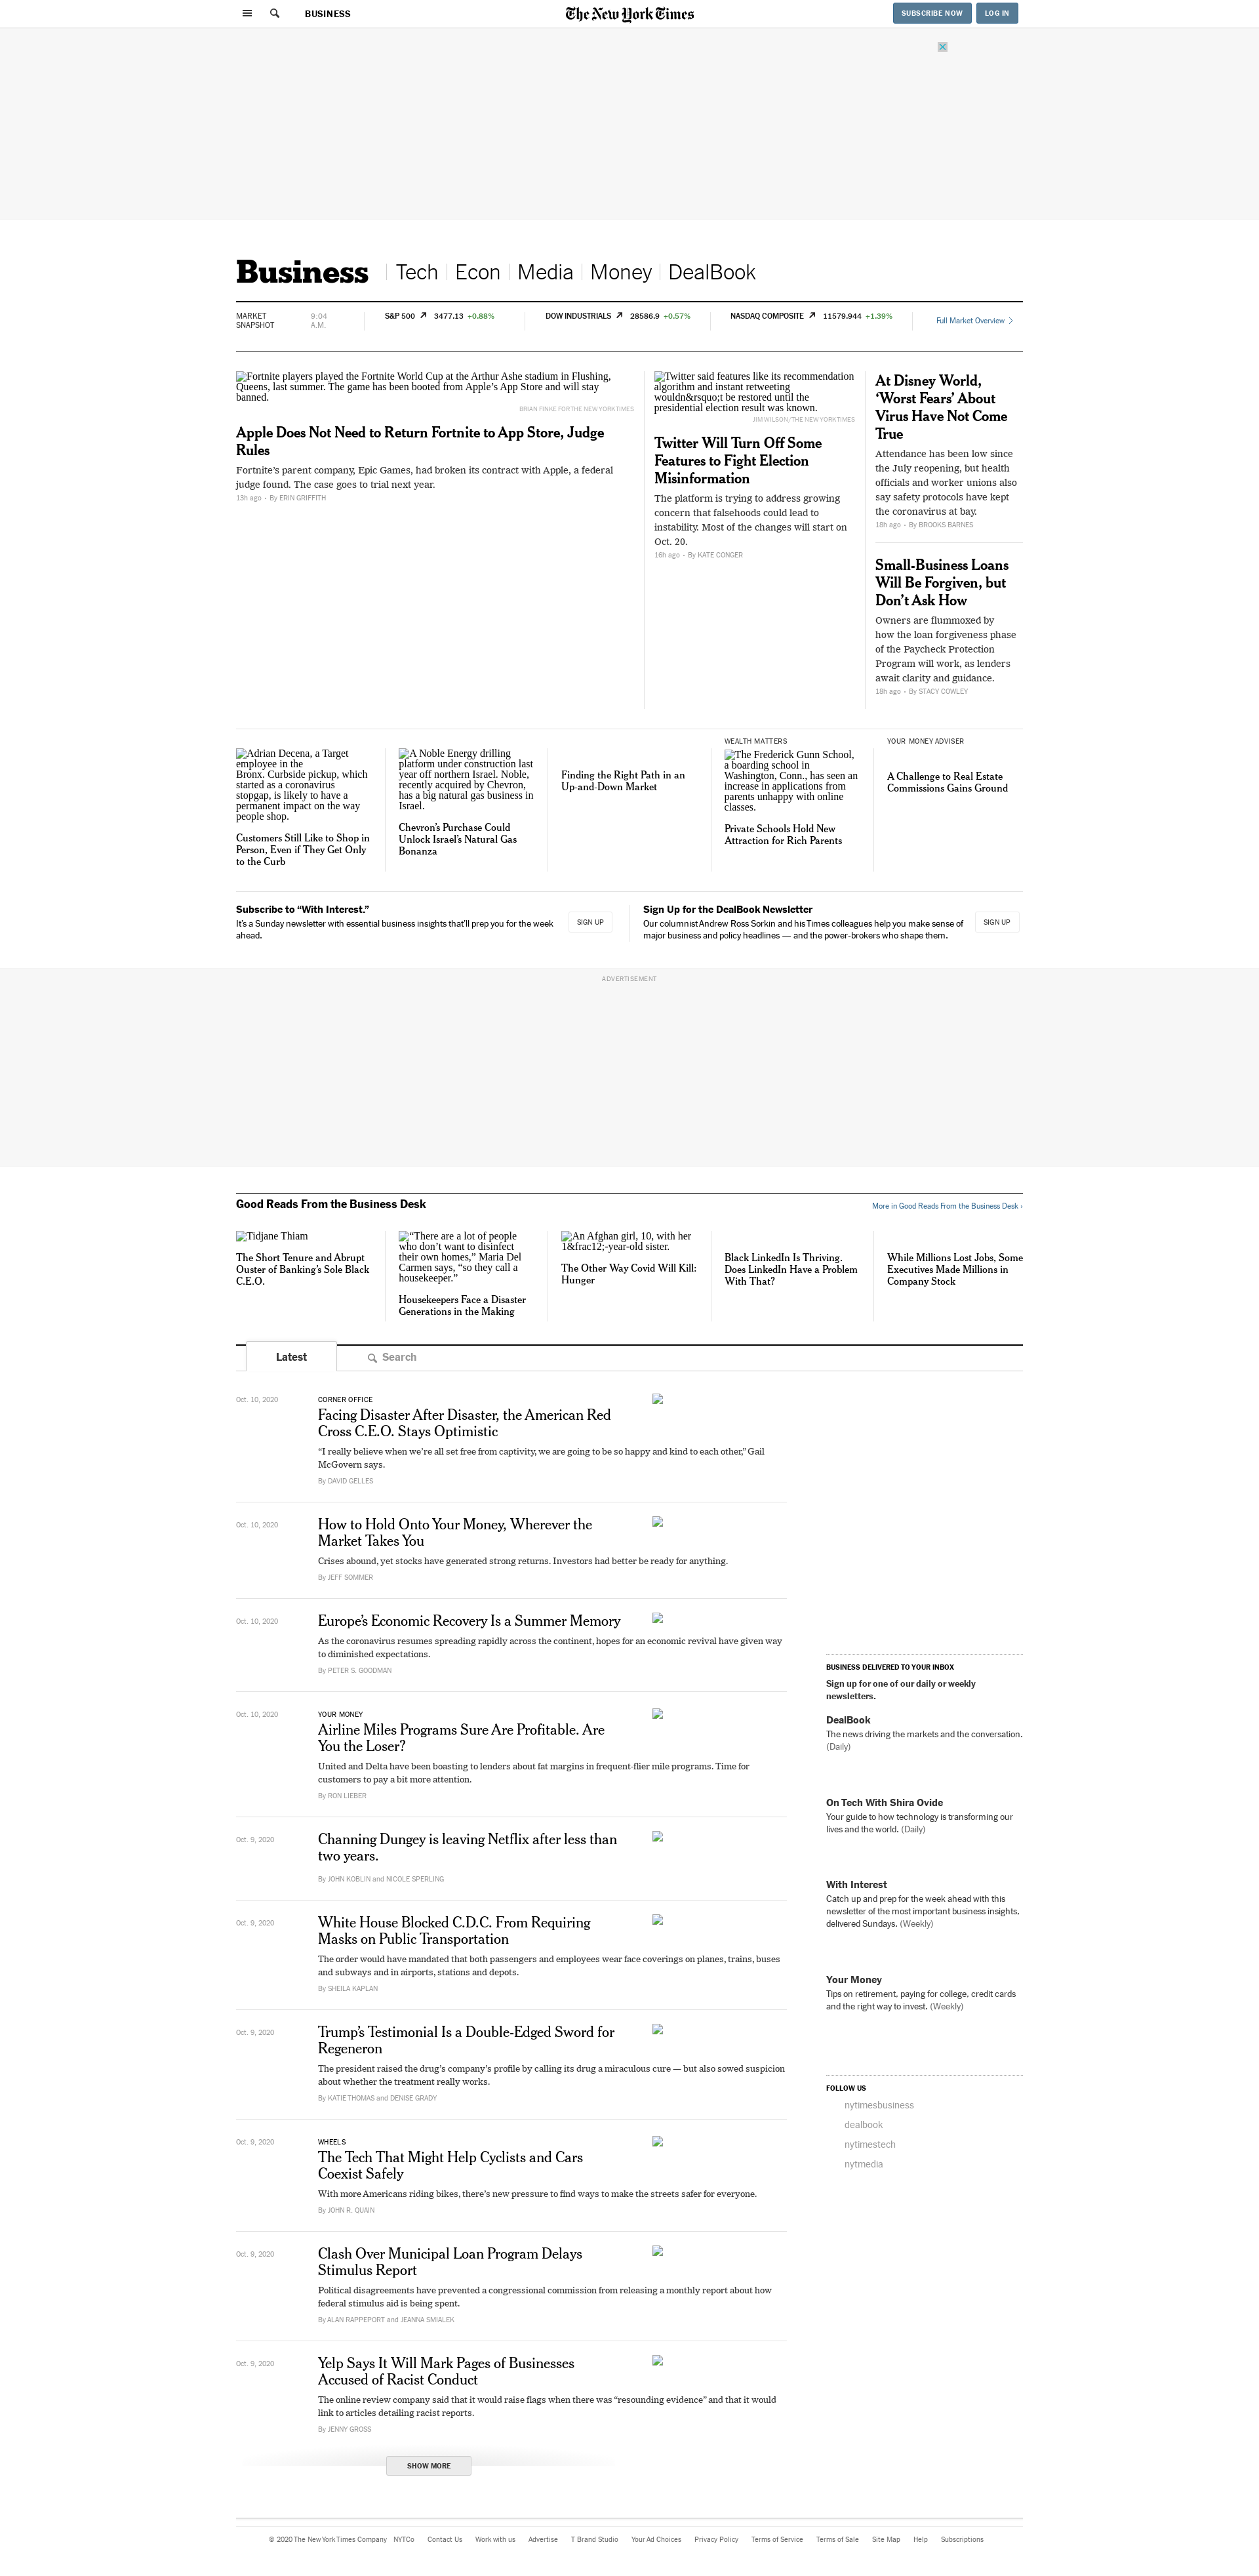 BUSINESS
The New York Times
SUBSCRIBE NOW
LOG IN
Business
Tech
Econ
Media
Money
DealBook
MARKET
SNAPSHOT
9:04
A.M.
S&P 500 3477.13 +0.88%
DOW INDUSTRIALS 28586.9 +0.57%
NASDAQ COMPOSITE 11579.944 +1.39%
Full Market Overview
Fortnite players played the Fortnite World Cup at the Arthur Ashe stadium in Flushing,
Queens, last summer. The game has been booted from Apple’s App Store and will stay
banned.
BRIAN FINKE FOR THE NEW YORK TIMES
Apple Does Not Need to Return Fortnite to App Store, Judge
Rules
Fortnite’s parent company, Epic Games, had broken its contract with Apple, a federal
judge found. The case goes to trial next year.
13h ago • By ERIN GRIFFITH
Twitter said features like its recommendation
algorithm and instant retweeting
wouldn&rsquo;t be restored until the
presidential election result was known.
JIM WILSON/THE NEW YORK TIMES
Twitter Will Turn Off Some
Features to Fight Election
Misinformation
The platform is trying to address growing
concern that falsehoods could lead to
instability. Most of the changes will start on
Oct. 20.
16h ago • By KATE CONGER
At Disney World,
‘Worst Fears’ About
Virus Have Not Come
True
Attendance has been low since
the July reopening, but health
officials and worker unions also
say safety protocols have kept
the coronavirus at bay.
18h ago • By BROOKS BARNES
Small-Business Loans
Will Be Forgiven, but
Don’t Ask How
Owners are flummoxed by
how the loan forgiveness phase
of the Paycheck Protection
Program will work, as lenders
await clarity and guidance.
18h ago • By STACY COWLEY
Adrian Decena, a Target
employee in the
Bronx. Curbside pickup, which
started as a coronavirus
stopgap, is likely to have a
permanent impact on the way
people shop.
Customers Still Like to Shop in
Person, Even if They Get Only
to the Curb
A Noble Energy drilling
platform under construction last
year off northern Israel. Noble,
recently acquired by Chevron,
has a big natural gas business in
Israel.
Chevron’s Purchase Could
Unlock Israel’s Natural Gas
Bonanza
Finding the Right Path in an
Up-and-Down Market
WEALTH MATTERS
The Frederick Gunn School,
a boarding school in
Washington, Conn., has seen an
increase in applications from
parents unhappy with online
classes.
Private Schools Hold New
Attraction for Rich Parents
YOUR MONEY ADVISER
A Challenge to Real Estate
Commissions Gains Ground
Subscribe to “With Interest.”
It’s a Sunday newsletter with essential business insights that’ll prep you for the week
ahead.
SIGN UP
Sign Up for the DealBook Newsletter
Our columnist Andrew Ross Sorkin and his Times colleagues help you make sense of
major business and policy headlines — and the power-brokers who shape them.
SIGN UP
ADVERTISEMENT
Good Reads From the Business Desk
More in Good Reads From the Business Desk ›
Tidjane Thiam
The Short Tenure and Abrupt
Ouster of Banking’s Sole Black
C.E.O.
“There are a lot of people
who don’t want to disinfect
their own homes,” Maria Del
Carmen says, “so they call a
housekeeper.”
Housekeepers Face a Disaster
Generations in the Making
An Afghan girl, 10, with her
1&frac12;-year-old sister.
The Other Way Covid Will Kill:
Hunger
Black LinkedIn Is Thriving.
Does LinkedIn Have a Problem
With That?
While Millions Lost Jobs, Some
Executives Made Millions in
Company Stock
Latest
Search
Oct. 10, 2020
CORNER OFFICE
Facing Disaster After Disaster, the American Red
Cross C.E.O. Stays Optimistic
“I really believe when we’re all set free from captivity, we are going to be so happy and kind to each other,” Gail
McGovern says.
By DAVID GELLES
Oct. 10, 2020
How to Hold Onto Your Money, Wherever the
Market Takes You
Crises abound, yet stocks have generated strong returns. Investors had better be ready for anything.
By JEFF SOMMER
Oct. 10, 2020
Europe’s Economic Recovery Is a Summer Memory
As the coronavirus resumes spreading rapidly across the continent, hopes for an economic revival have given way
to diminished expectations.
By PETER S. GOODMAN
Oct. 10, 2020
YOUR MONEY
Airline Miles Programs Sure Are Profitable. Are
You the Loser?
United and Delta have been boasting to lenders about fat margins in frequent-flier mile programs. Time for
customers to pay a bit more attention.
By RON LIEBER
Oct. 9, 2020
Channing Dungey is leaving Netflix after less than
two years.
By JOHN KOBLIN and NICOLE SPERLING
Oct. 9, 2020
White House Blocked C.D.C. From Requiring
Masks on Public Transportation
The order would have mandated that both passengers and employees wear face coverings on planes, trains, buses
and subways and in airports, stations and depots.
By SHEILA KAPLAN
Oct. 9, 2020
Trump’s Testimonial Is a Double-Edged Sword for
Regeneron
The president raised the drug’s company’s profile by calling its drug a miraculous cure — but also sowed suspicion
about whether the treatment really works.
By KATIE THOMAS and DENISE GRADY
Oct. 9, 2020
WHEELS
The Tech That Might Help Cyclists and Cars
Coexist Safely
With more Americans riding bikes, there’s new pressure to find ways to make the streets safer for everyone.
By JOHN R. QUAIN
Oct. 9, 2020
Clash Over Municipal Loan Program Delays
Stimulus Report
Political disagreements have prevented a congressional commission from releasing a monthly report about how
federal stimulus aid is being spent.
By ALAN RAPPEPORT and JEANNA SMIALEK
Oct. 9, 2020
Yelp Says It Will Mark Pages of Businesses
Accused of Racist Conduct
The online review company said that it would raise flags when there was “resounding evidence” and that it would
link to articles detailing racist reports.
By JENNY GROSS
SHOW MORE
BUSINESS DELIVERED TO YOUR INBOX
Sign up for one of our daily or weekly
newsletters.
DealBook
The news driving the markets and the conversation.
(Daily)
On Tech With Shira Ovide
Your guide to how technology is transforming our
lives and the world. (Daily)
With Interest
Catch up and prep for the week ahead with this
newsletter of the most important business insights,
delivered Sundays. (Weekly)
Your Money
Tips on retirement, paying for college, credit cards
and the right way to invest. (Weekly)
FOLLOW US
nytimesbusiness
dealbook
nytimestech
nytmedia
© 2020 The New York Times Company NYTCo Contact Us Work with us Advertise T Brand Studio Your Ad Choices Privacy Policy Terms of Service Terms of Sale Site Map Help Subscriptions